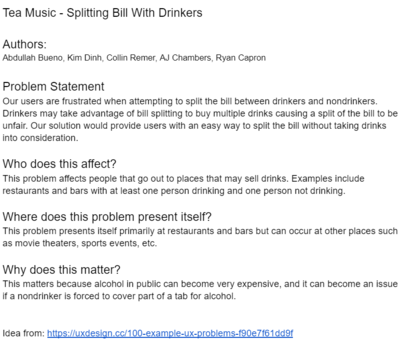 Tea Music - Splitting Bill With Drinkers
Authors:
Abdullah Bueno, Kim Dinh, Collin Remer, AJ Chambers, Ryan Capron
Problem Statement
Our users are frustrated when attempting to split the bill between drinkers and nondrinkers.
Drinkers may take advantage of bill splitting to buy multiple drinks causing a split of the bill to be
unfair. Our solution would provide users with an easy way to split the bill without taking drinks
into consideration.
Who does this affect?
This problem affects people that go out to places that may sell drinks. Examples include
restaurants and bars with at least one person drinking and one person not drinking.
Where does this problem present itself?
This problem presents itself primarily at restaurants and bars but can occur at other places such
as movie theaters, sports events, etc.
Why does this matter?
This matters because alcohol in public can become very expensive, and it can become an issue
if a nondrinker is forced to cover part of a tab for alcohol.
Idea from: https://uxdesign.cc/100-example-ux-problems-f90e7f61dd9f